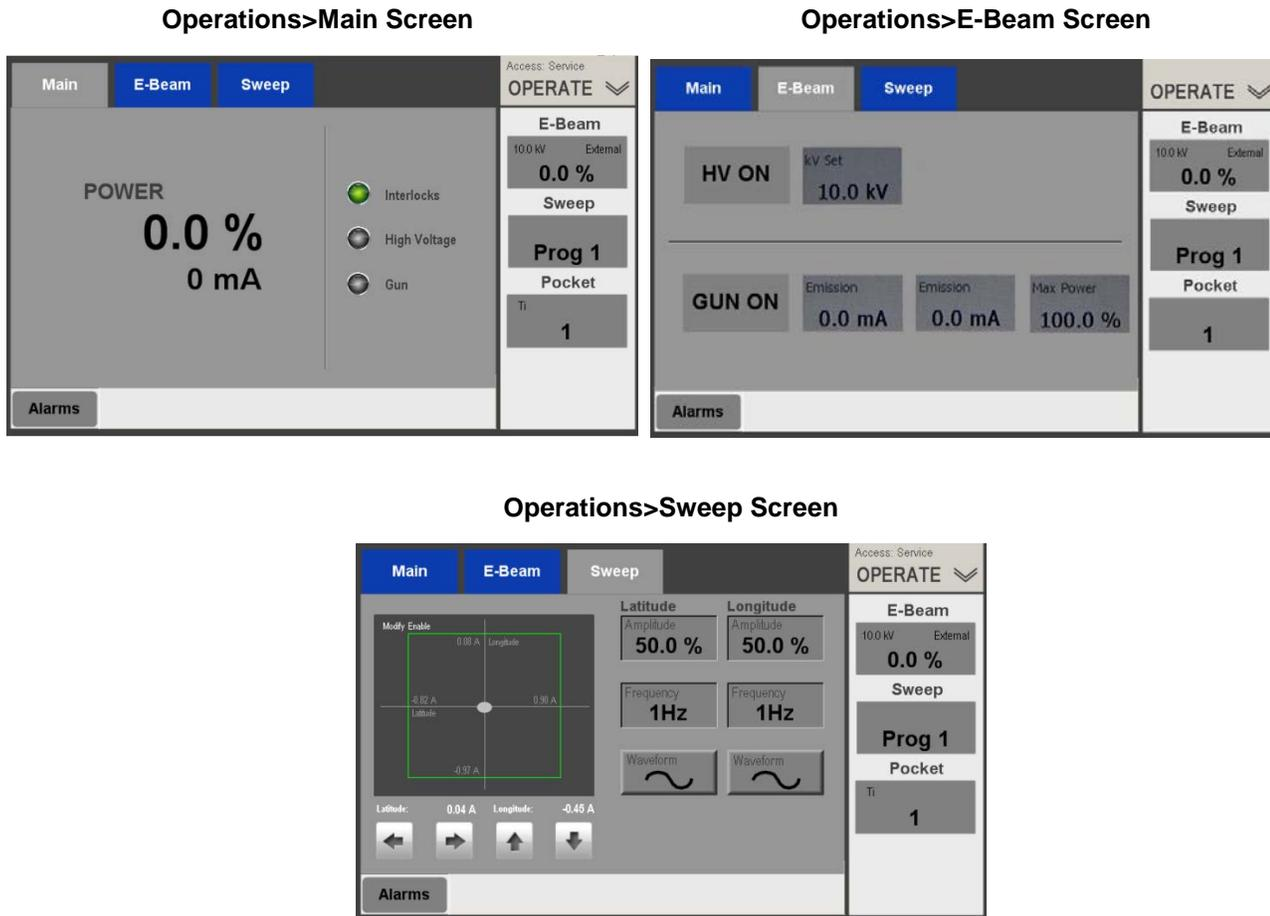 Operations>Main Screen
Operations>E-Beam Screen
Main
E-Beam
Sweep
Access: Service
OPERATE
POWER
0.0 %
0 mA
Interlocks
High Voltage
Gun
E-Beam
10.0 kV External
0.0 %
Sweep
Prog 1
Pocket
Ti
1
Alarms
Main
E-Beam
Sweep
OPERATE
HV ON
kV Set
10.0 kV
GUN ON
Emission
0.0 mA
Emission
0.0 mA
Max Power
100.0 %
E-Beam
10.0 kV External
0.0 %
Sweep
Prog 1
Pocket
1
Alarms
Operations>Sweep Screen
Main
E-Beam
Sweep
Access: Service
OPERATE
Modify Enable
0.08 A Longitude
-0.82 A
0.90 A
Latitude
-0.97 A
Latitude: 0.04 A Longitude: -0.45 A
Latitude
Longitude
Amplitude
50.0 %
Amplitude
50.0 %
Frequency
1Hz
Frequency
1Hz
Waveform
Waveform
E-Beam
10.0 kV External
0.0 %
Sweep
Prog 1
Pocket
Ti
1
Alarms